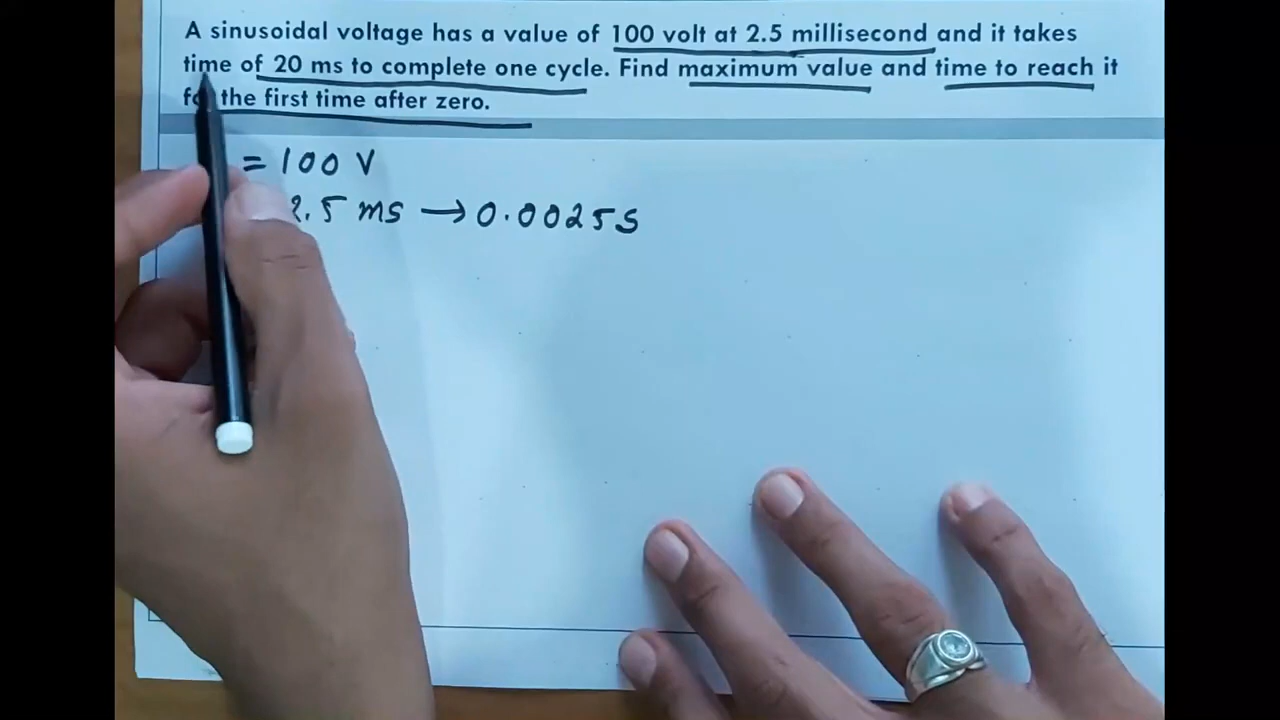 A sinusoidal voltage has a value of 100 volt at 2.5 millisecond and it takes
time of 20 ms to complete one cycle. Find maximum value and time to reach it
the first time after zero.
= 100 V
2.5 ms → 0.0025s